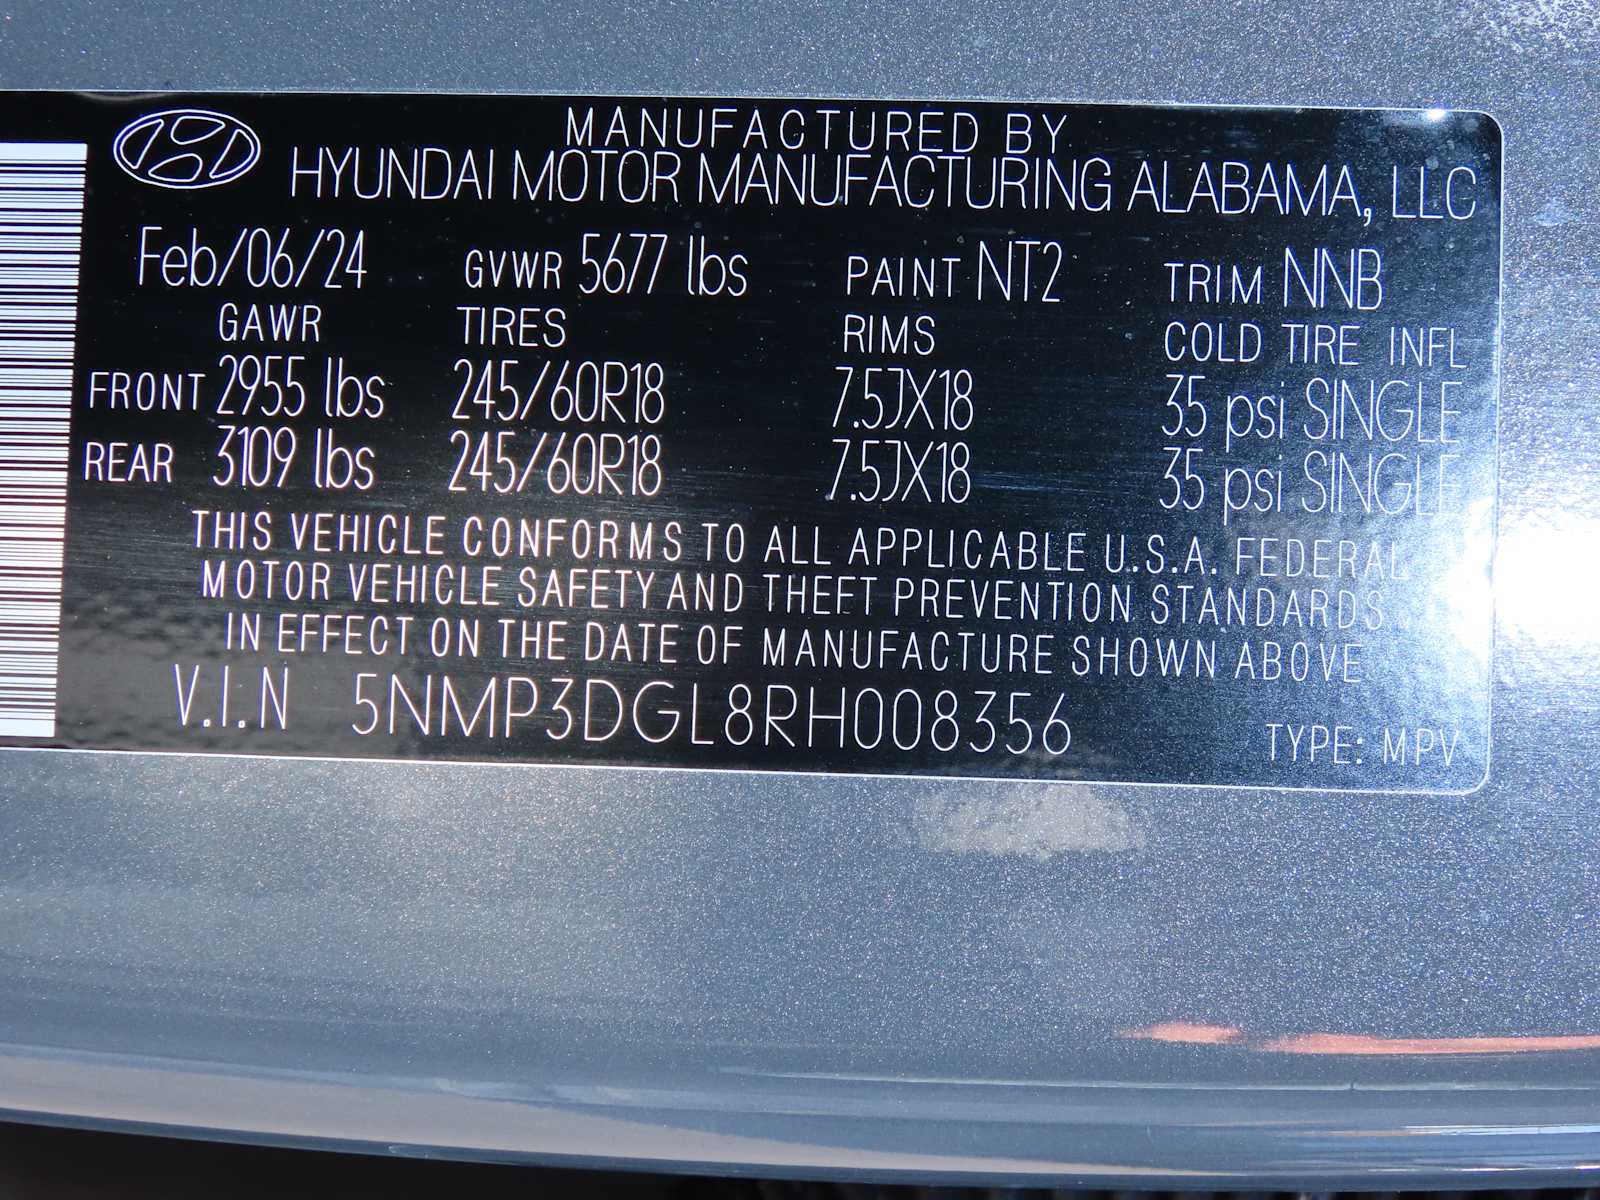 MANUFACTURED BY
HYUNDAI MOTOR MANUFACTURING ALABAMA, LLC
Feb/06/24 GVWR 5677 lbs PAINT NT2 TRIM NNB
GAWR TIRES RIMS COLD TIRE INFL
FRONT 2955 lbs 245/60R18 7.5JX18 35 psi SINGLE
REAR 3109 lbs 245/60R18 7.5JX18 35 psi SINGLE
THIS VEHICLE CONFORMS TO ALL APPLICABLE U.S.A. FEDERAL
MOTOR VEHICLE SAFETY AND THEFT PREVENTION STANDARDS
IN EFFECT ON THE DATE OF MANUFACTURE SHOWN ABOVE
V.I.N 5NMP3DGL8RH008356 TYPE: MPV